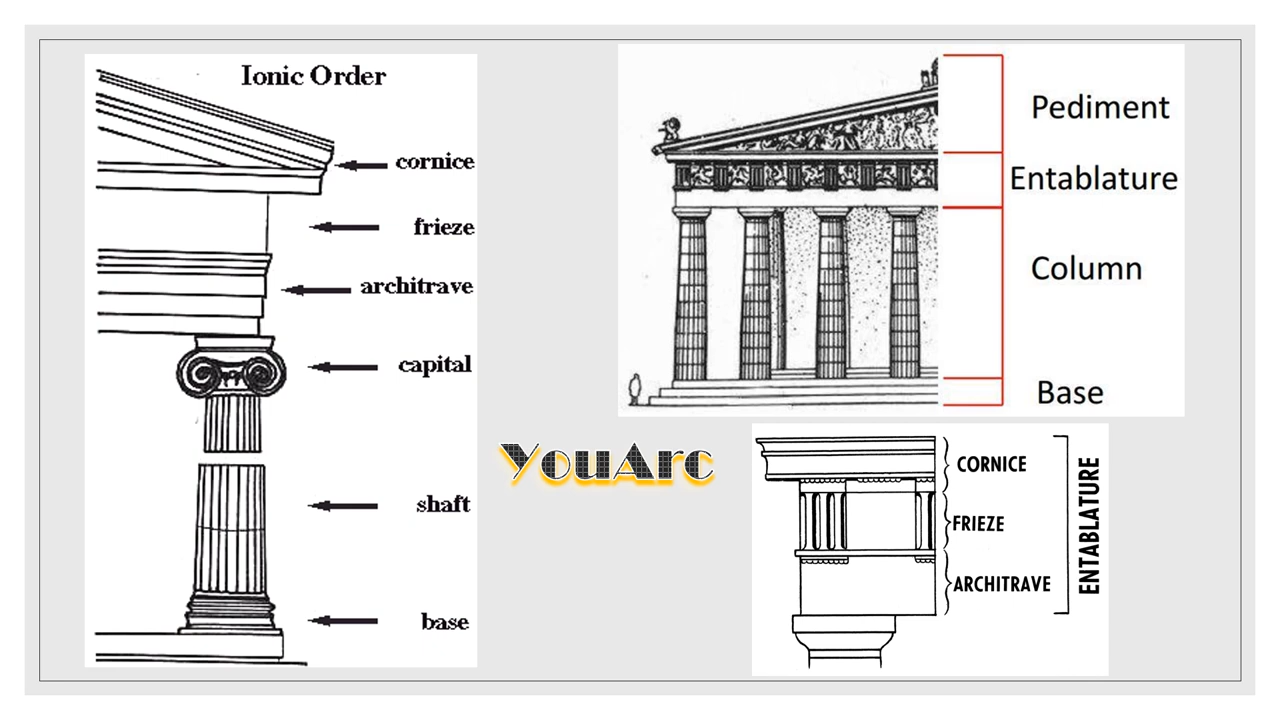 Ionic Order
cornice
frieze
architrave
capital
shaft
base
Pediment
Entablature
Column
Base
YouArc
CORNICE
FRIEZE
ARCHITRAVE
ENTABLATURE